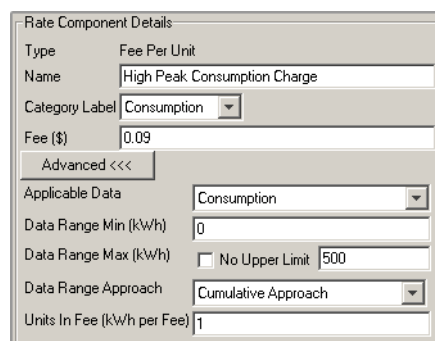 Rate Component Details
Type Fee Per Unit
Name High Peak Consumption Charge
Category Label Consumption
Fee ($) 0.09
Advanced <<<
Applicable Data Consumption
Data Range Min (kWh) 0
Data Range Max (kWh) No Upper Limit 500
Data Range Approach Cumulative Approach
Units In Fee (kWh per Fee) 1